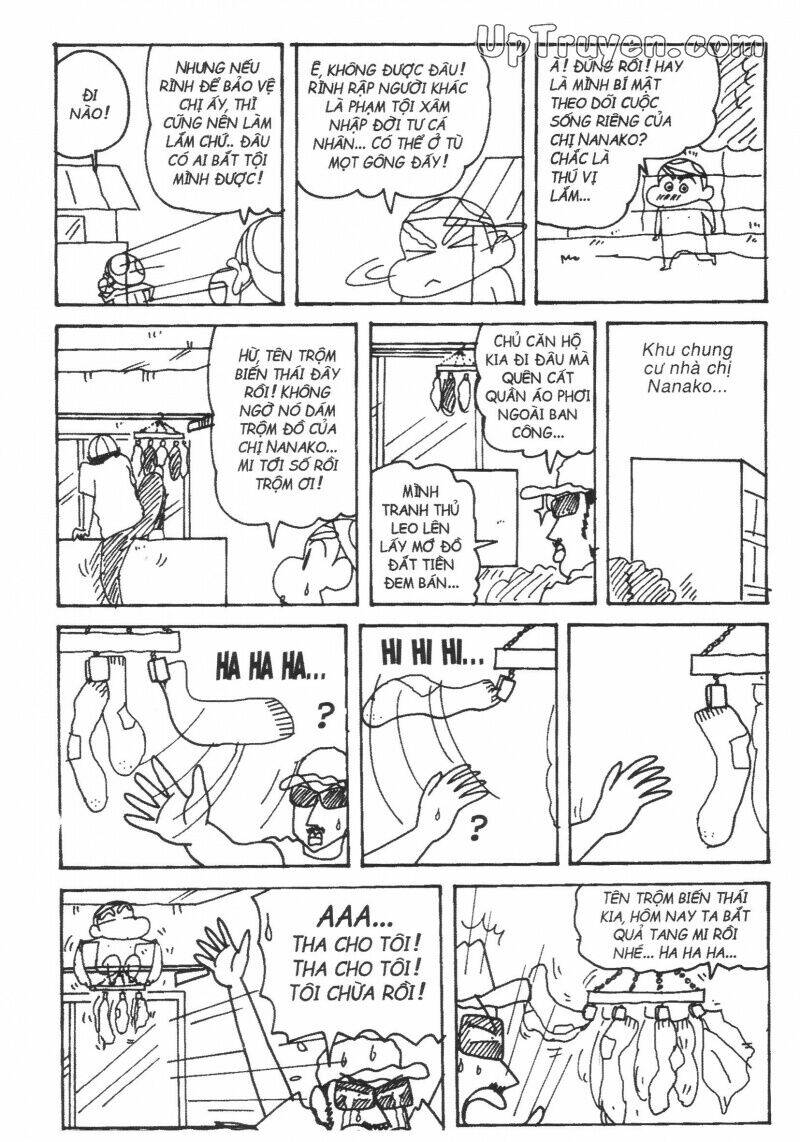 UpTruyen.com
À! ĐÚNG RỒI! HAY
LÀ MÌNH BÍ MẬT
THEO DÕI CUỘC
SỐNG RIÊNG CỦA
CHỊ NANAKO?
CHẮC LÀ
THÚ VỊ
LẮM...
Ê, KHÔNG ĐƯỢC ĐÂU!
RÌNH RẬP NGƯỜI KHÁC
LÀ PHẠM TỘI XÂM
NHẬP ĐỜI TƯ CÁ
NHÂN... CÓ THỂ Ở TÙ
MỌT GÔNG ĐẤY!
NHƯNG NẾU
RÌNH ĐỂ BẢO VỆ
CHỊ ẤY, THÌ
CŨNG NÊN LÀM
LẮM CHỨ.. ĐÂU
CÓ AI BẮT TỘI
MÌNH ĐƯỢC!
ĐI
NÀO!
Khu chung
cư nhà chị
Nanako...
CHỦ CĂN HỘ
KIA ĐI ĐÂU MÀ
QUÊN CẤT
QUẦN ÁO PHƠI
NGOÀI BAN
CÔNG...
MÌNH
TRANH THỦ
LEO LÊN
LẤY MỚ ĐỒ
ĐẮT TIỀN
ĐEM BÁN...
HỪ, TÊN TRỘM
BIẾN THÁI ĐÂY
RỒI! KHÔNG
NGỜ NÓ DÁM
TRỘM ĐỒ CỦA
CHỊ NANAKO...
MI TỚI SỐ RỒI
TRỘM ƠI!
HI HI HI...
?
HA HA HA...
?
TÊN TRỘM BIẾN THÁI
KIA, HÔM NAY TA BẮT
QUẢ TANG MI RỒI
NHÉ... HA HA HA...
AAA...
THA CHO TÔI!
THA CHO TÔI!
TÔI CHỪA RỒI!